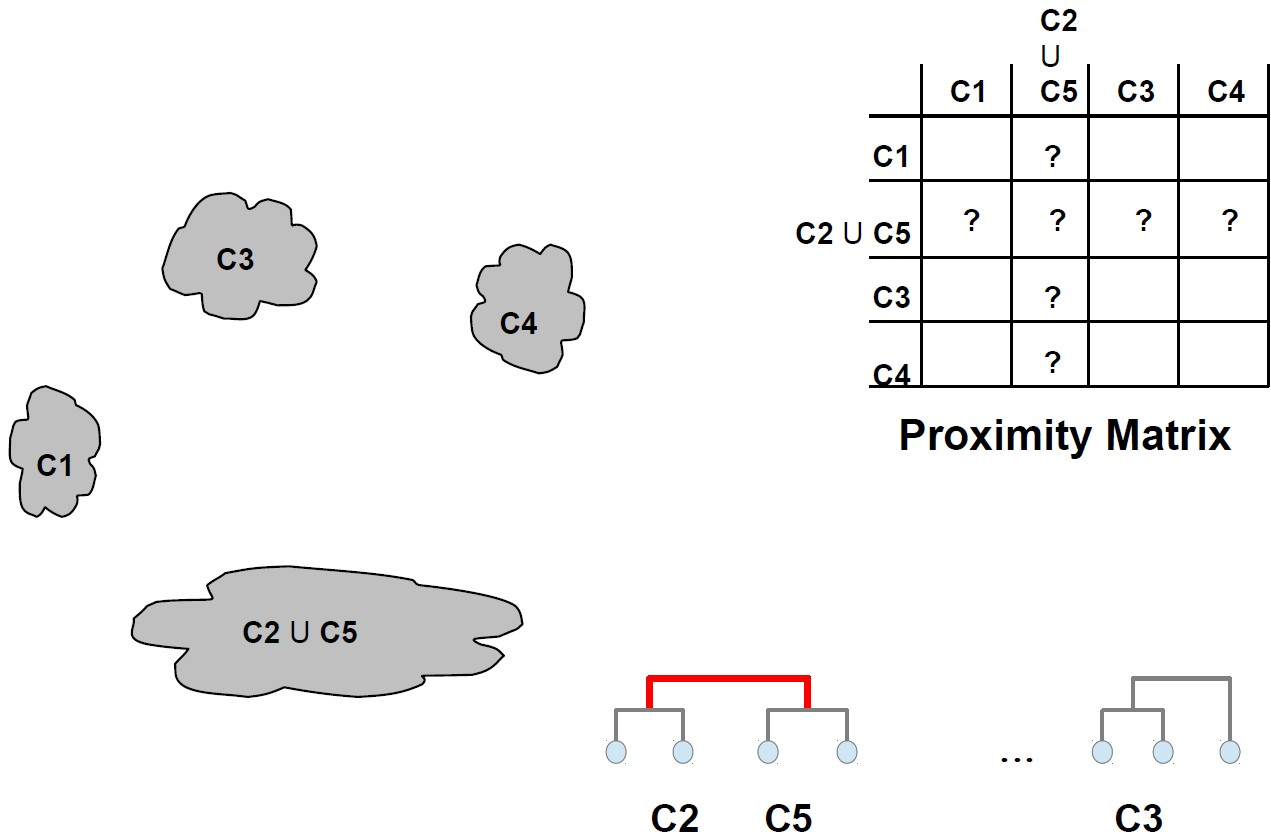 C2
U
C1 C5 C3 C4
C1 ?
C2 U C5 ? ? ? ?
C3 ?
C4 ?
Proximity Matrix
C3
C4
C1
C2 U C5
...
C2 C5 C3